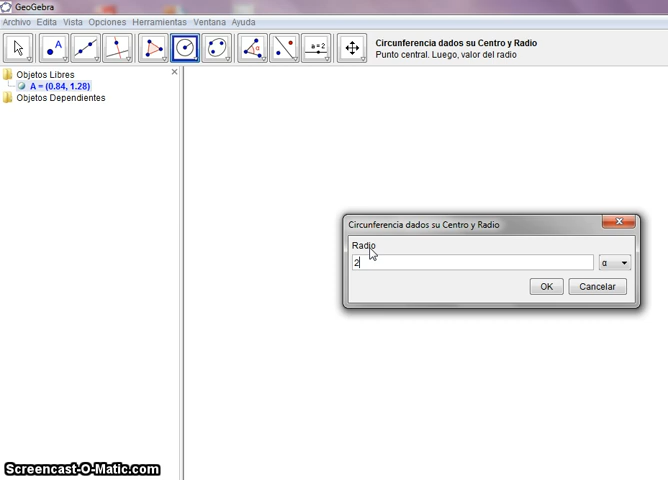 GeoGebra
Archivo Edita Vista Opciones Herramientas Ventana Ayuda
A
α
a=2
Circunferencia dados su Centro y Radio
Punto central. Luego, valor del radio
Objetos Libres
A = (0.84, 1.28)
Objetos Dependientes
Circunferencia dados su Centro y Radio
Radio
2
α
OK Cancelar
Screencast-O-Matic.com